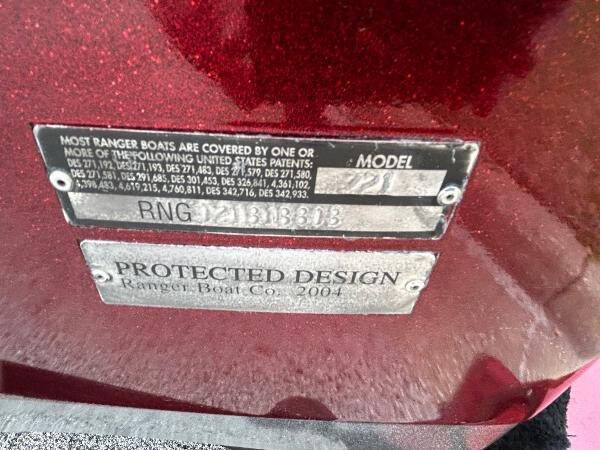 MOST RANGER BOATS ARE COVERED BY ONE OR
MORE OF THE FOLLOWING UNITED STATES PATENTS:
DES 271,192, DES 271,193, DES 271,483, DES 271,579, DES 271,580,
DES 271,581, DES 291,685, DES 301,453, DES 326,841, 4,361,102,
4,398,483, 4,619,215, 4,760,811, DES 342,716, DES 342,933.
MODEL
721
RNG
PROTECTED DESIGN
Ranger Boat Co. 2004